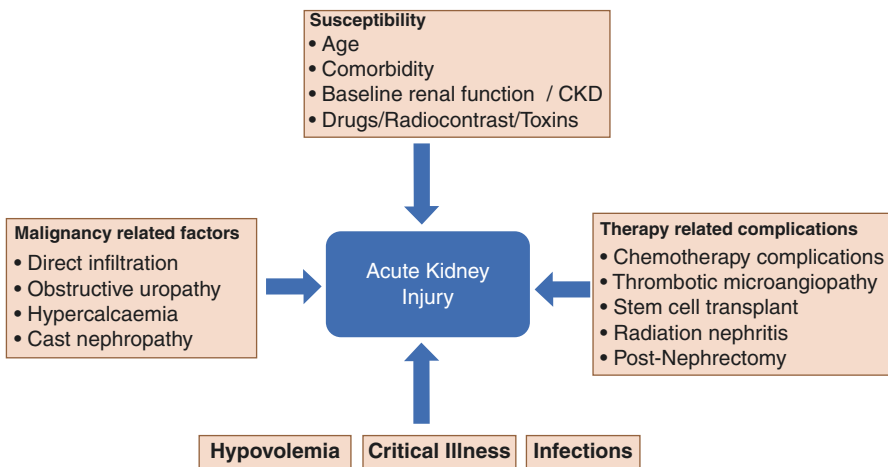 Susceptibility
• Age
• Comorbidity
• Baseline renal function / CKD
• Drugs/Radiocontrast/Toxins
Malignancy related factors
• Direct infiltration
• Obstructive uropathy
• Hypercalcaemia
• Cast nephropathy
Acute Kidney
Injury
Therapy related complications
• Chemotherapy complications
• Thrombotic microangiopathy
• Stem cell transplant
• Radiation nephritis
• Post-Nephrectomy
Hypovolemia
Critical Illness
Infections